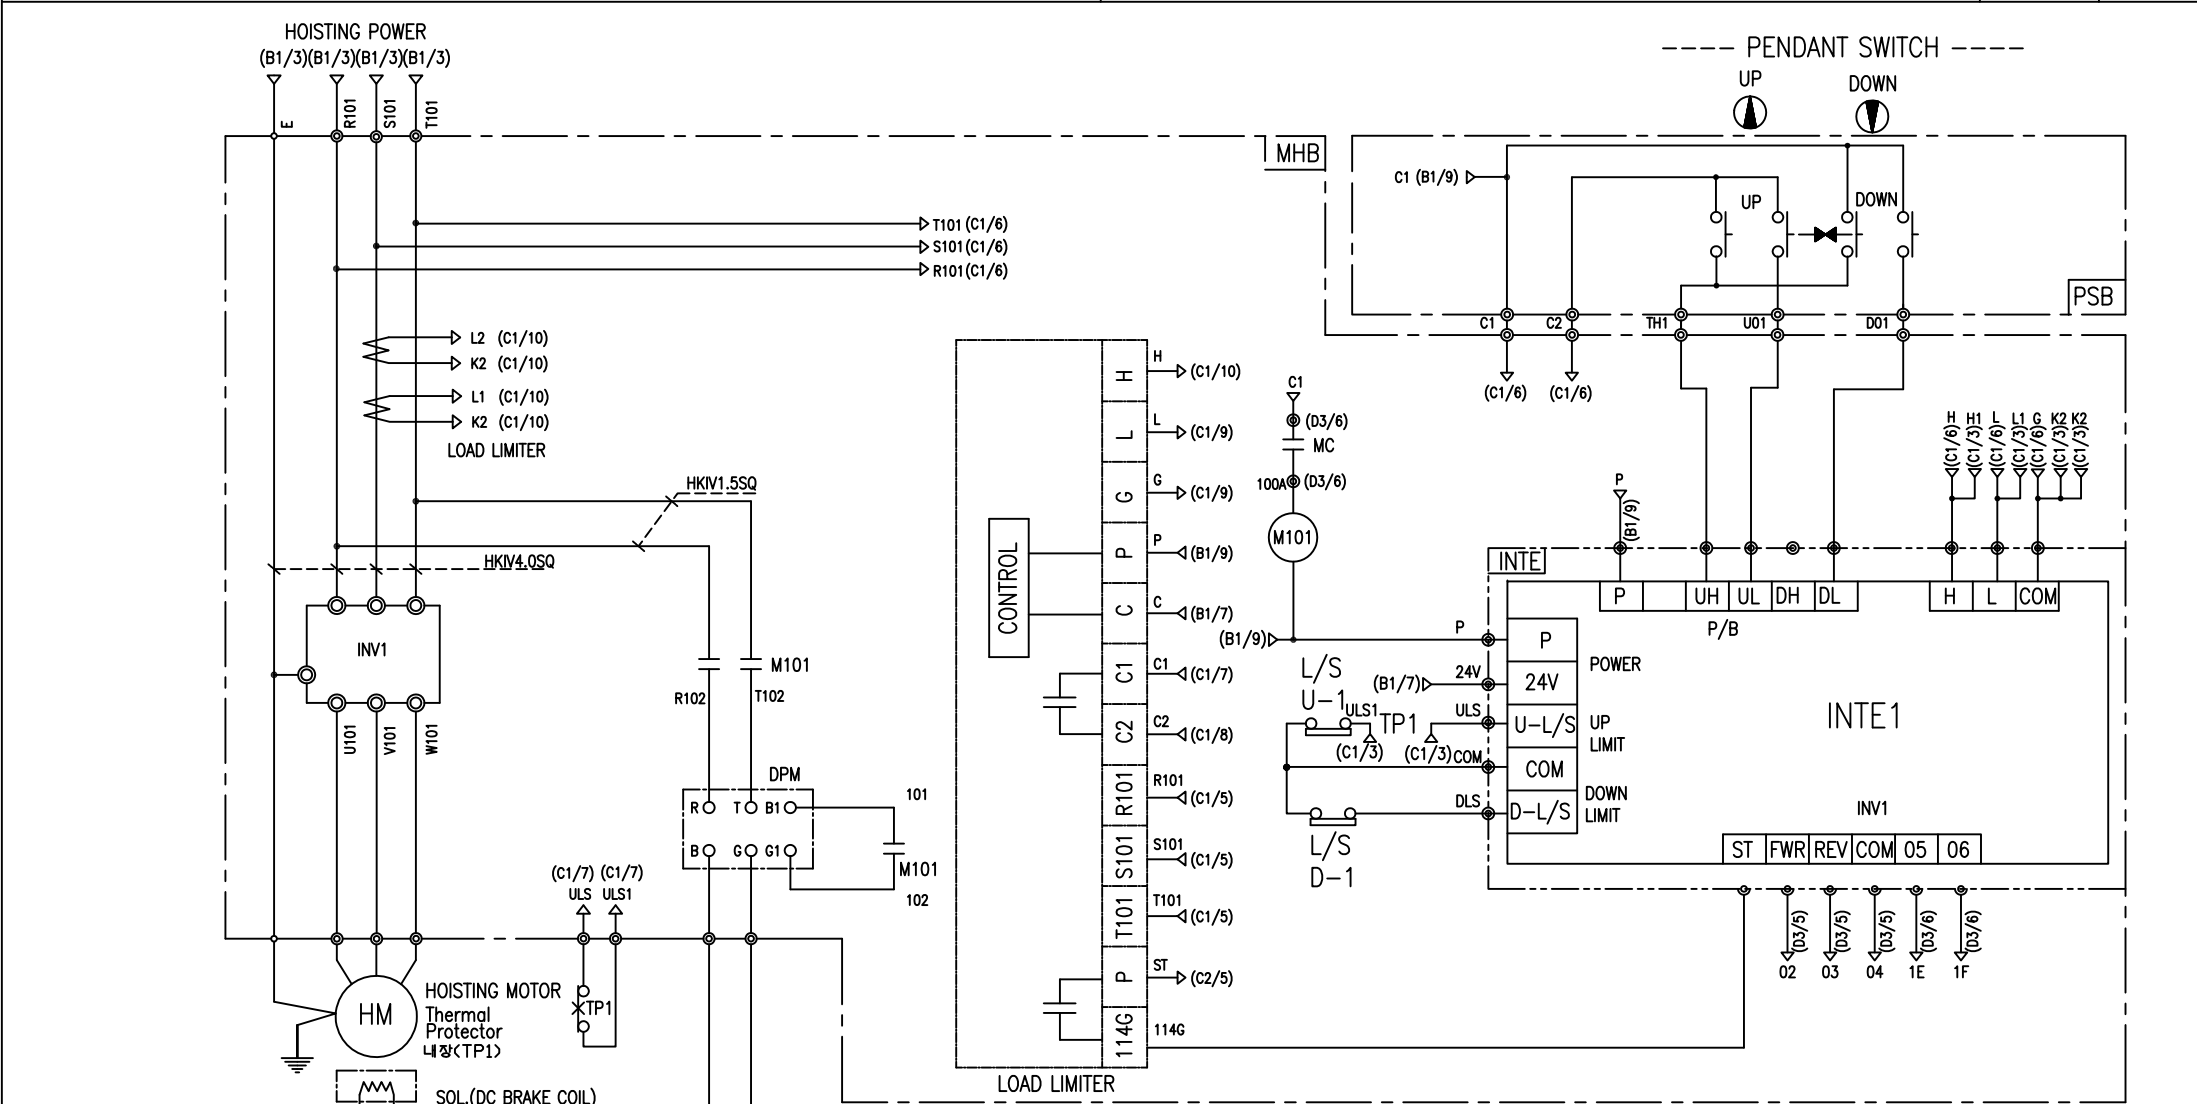 HOISTING POWER
(B1/3)(B1/3)(B1/3)(B1/3)
E
R101
S101
T101
---- PENDANT SWITCH ----
UP
DOWN
MHB
C1 (B1/9)
UP
DOWN
PSB
T101 (C1/6)
S101 (C1/6)
R101 (C1/6)
C1
C2
TH1
U01
D01
(C1/6)
(C1/6)
L2 (C1/10)
K2 (C1/10)
L1 (C1/10)
K2 (C1/10)
LOAD LIMITER
HKIV1.5SQ
HKIV4.0SQ
INV1
U101
V101
W101
M101
R102
T102
DPM
R
T
B1
B
G
G1
101
M101
102
(C1/7) (C1/7)
ULS ULS1
TP1
HM
HOISTING MOTOR
Thermal
Protector
내장(TP1)
SOL.(DC BRAKE COIL)
CONTROL
H
H
(C1/10)
L
L
(C1/9)
G
G
(C1/9)
P
P
(B1/9)
C
C
(B1/7)
C1
C1
(C1/7)
C2
C2
(C1/8)
R101
R101
(C1/5)
S101
S101
(C1/5)
T101
T101
(C1/5)
P
ST
(C2/5)
114G
114G
LOAD LIMITER
C1
(D3/6)
MC
100A
(D3/6)
M101
(B1/9)
P
L/S
U-1
ULS1
(C1/3)
TP1
(C1/3)
(B1/7)
24V
ULS
COM
DLS
L/S
D-1
INTE
P
(B1/9)
H
(C1/6)
H1
(C1/3)
L
(C1/6)
L1
(C1/3)
G
(C1/6)
K2
(C1/3)
K2
(C1/3)
P
UH
UL
DH
DL
P/B
H
L
COM
P
24V
POWER
U-L/S
UP
LIMIT
COM
D-L/S
DOWN
LIMIT
INTE1
INV1
ST
FWR
REV
COM
05
06
(D3/5)
(D3/5)
(D3/5)
(D3/6)
(D3/6)
02
03
04
1E
1F